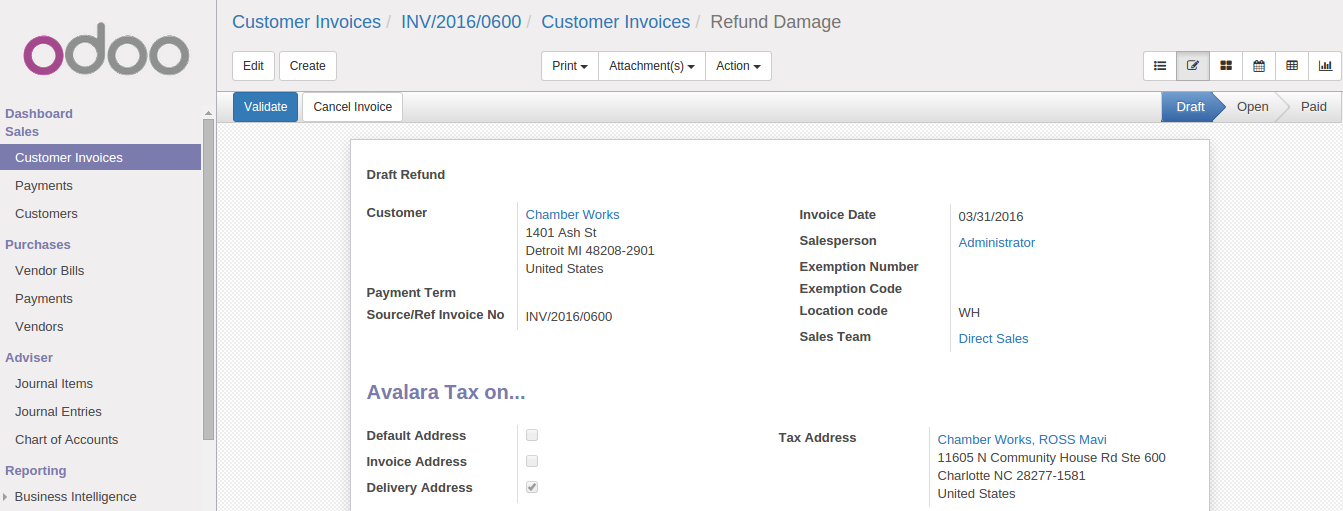 odoo
Dashboard
Sales
Customer Invoices
Payments
Customers
Purchases
Vendor Bills
Payments
Vendors
Adviser
Journal Items
Journal Entries
Chart of Accounts
Reporting
Business Intelligence
Customer Invoices / INV/2016/0600 / Customer Invoices / Refund Damage
Edit Create Print Attachment(s) Action
Validate Cancel Invoice Draft Open Paid
Draft Refund
Customer Chamber Works
1401 Ash St
Detroit MI 48208-2901
United States
Payment Term
Source/Ref Invoice No INV/2016/0600
Invoice Date 03/31/2016
Salesperson Administrator
Exemption Number
Exemption Code
Location code WH
Sales Team Direct Sales
Avalara Tax on...
Default Address
Invoice Address
Delivery Address
Tax Address Chamber Works, ROSS Mavi
11605 N Community House Rd Ste 600
Charlotte NC 28277-1581
United States